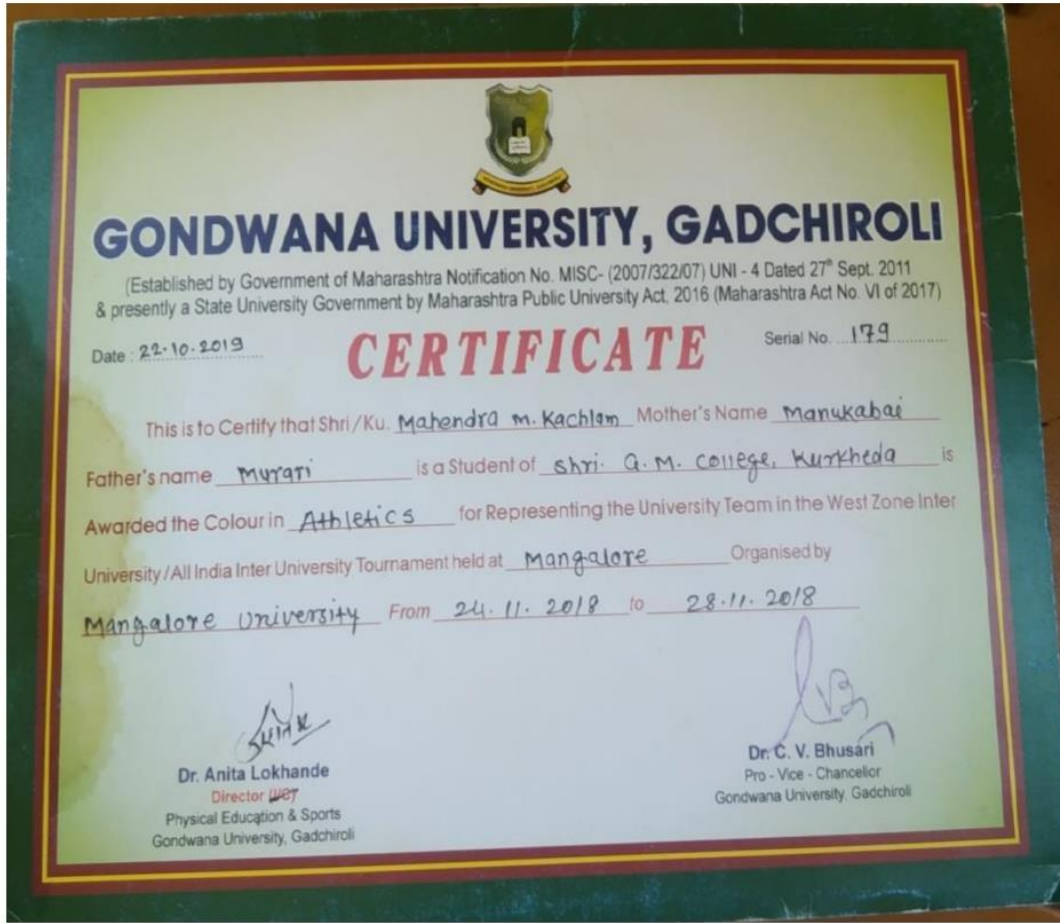 GONDWANA UNIVERSITY, GADCHIROLI
(Established by Government of Maharashtra Notification No. MISC- (2007/322/07) UNI - 4 Dated 27th Sept. 2011
& presently a State University Government by Maharashtra Public University Act, 2016 (Maharashtra Act No. VI of 2017)
Date : 22.10.2019
CERTIFICATE
Serial No. 179
This is to Certify that Shri/Ku. Mahendra M. Kachlam Mother's Name Manukabai
Father's name Murari is a Student of Shri. G. M. College, Kurkheda is
Awarded the Colour in Athletics for Representing the University Team in the West Zone Inter
University/All India Inter University Tournament held at Mangalore Organised by
Mangalore University From 24.11.2018 to 28.11.2018
Dr. Anita Lokhande
Director
Physical Education & Sports
Gondwana University, Gadchiroli
Dr. C. V. Bhusari
Pro - Vice - Chancellor
Gondwana University, Gadchiroli